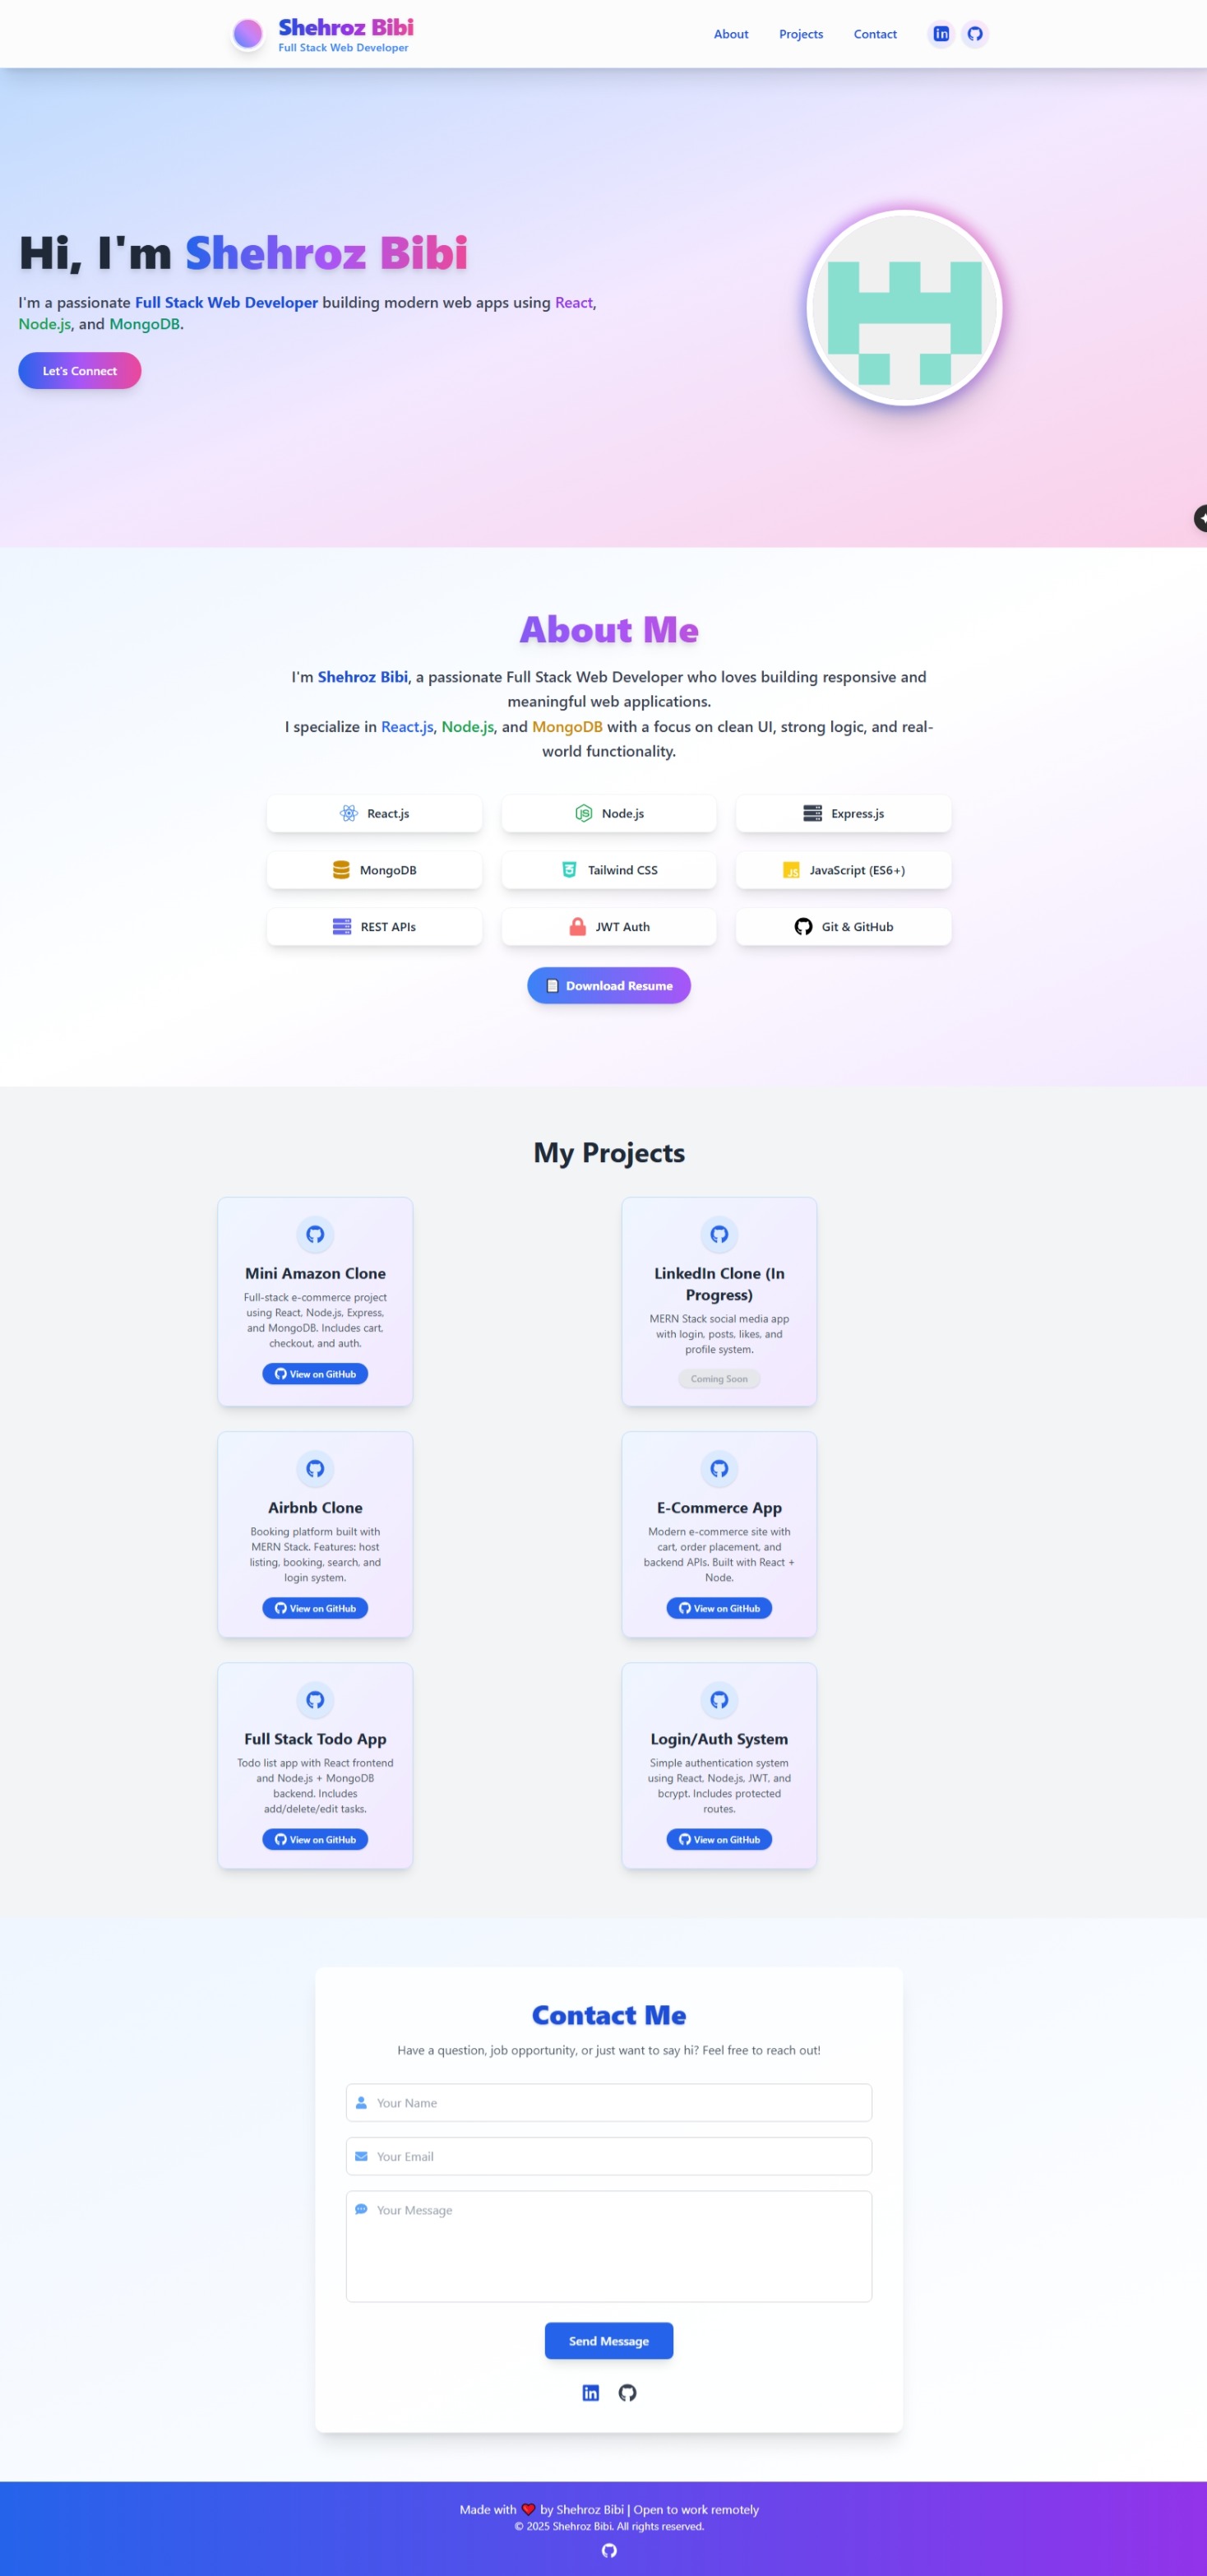 Shehroz Bibi
Full Stack Web Developer
About
Projects
Contact
Hi, I'm Shehroz Bibi
I'm a passionate Full Stack Web Developer building modern web apps using React,
Node.js, and MongoDB.
Let's Connect
About Me
I'm Shehroz Bibi, a passionate Full Stack Web Developer who loves building responsive and
meaningful web applications.
I specialize in React.js, Node.js, and MongoDB with a focus on clean UI, strong logic, and real-
world functionality.
React.js
Node.js
Express.js
MongoDB
Tailwind CSS
JavaScript (ES6+)
REST APIs
JWT Auth
Git & GitHub
Download Resume
My Projects
Mini Amazon Clone
Full-stack e-commerce project
using React, Node.js, Express,
and MongoDB. Includes cart,
checkout, and auth.
View on GitHub
LinkedIn Clone (In
Progress)
MERN Stack social media app
with login, posts, likes, and
profile system.
Coming Soon
Airbnb Clone
Booking platform built with
MERN Stack. Features: host
listing, booking, search, and
login system.
View on GitHub
E-Commerce App
Modern e-commerce site with
cart, order placement, and
backend APIs. Built with React +
Node.
View on GitHub
Full Stack Todo App
Todo list app with React frontend
and Node.js + MongoDB
backend. Includes
add/delete/edit tasks.
View on GitHub
Login/Auth System
Simple authentication system
using React, Node.js, JWT, and
bcrypt. Includes protected
routes.
View on GitHub
Contact Me
Have a question, job opportunity, or just want to say hi? Feel free to reach out!
Your Name
Your Email
Your Message
Send Message
Made with ❤️ by Shehroz Bibi | Open to work remotely
© 2025 Shehroz Bibi. All rights reserved.